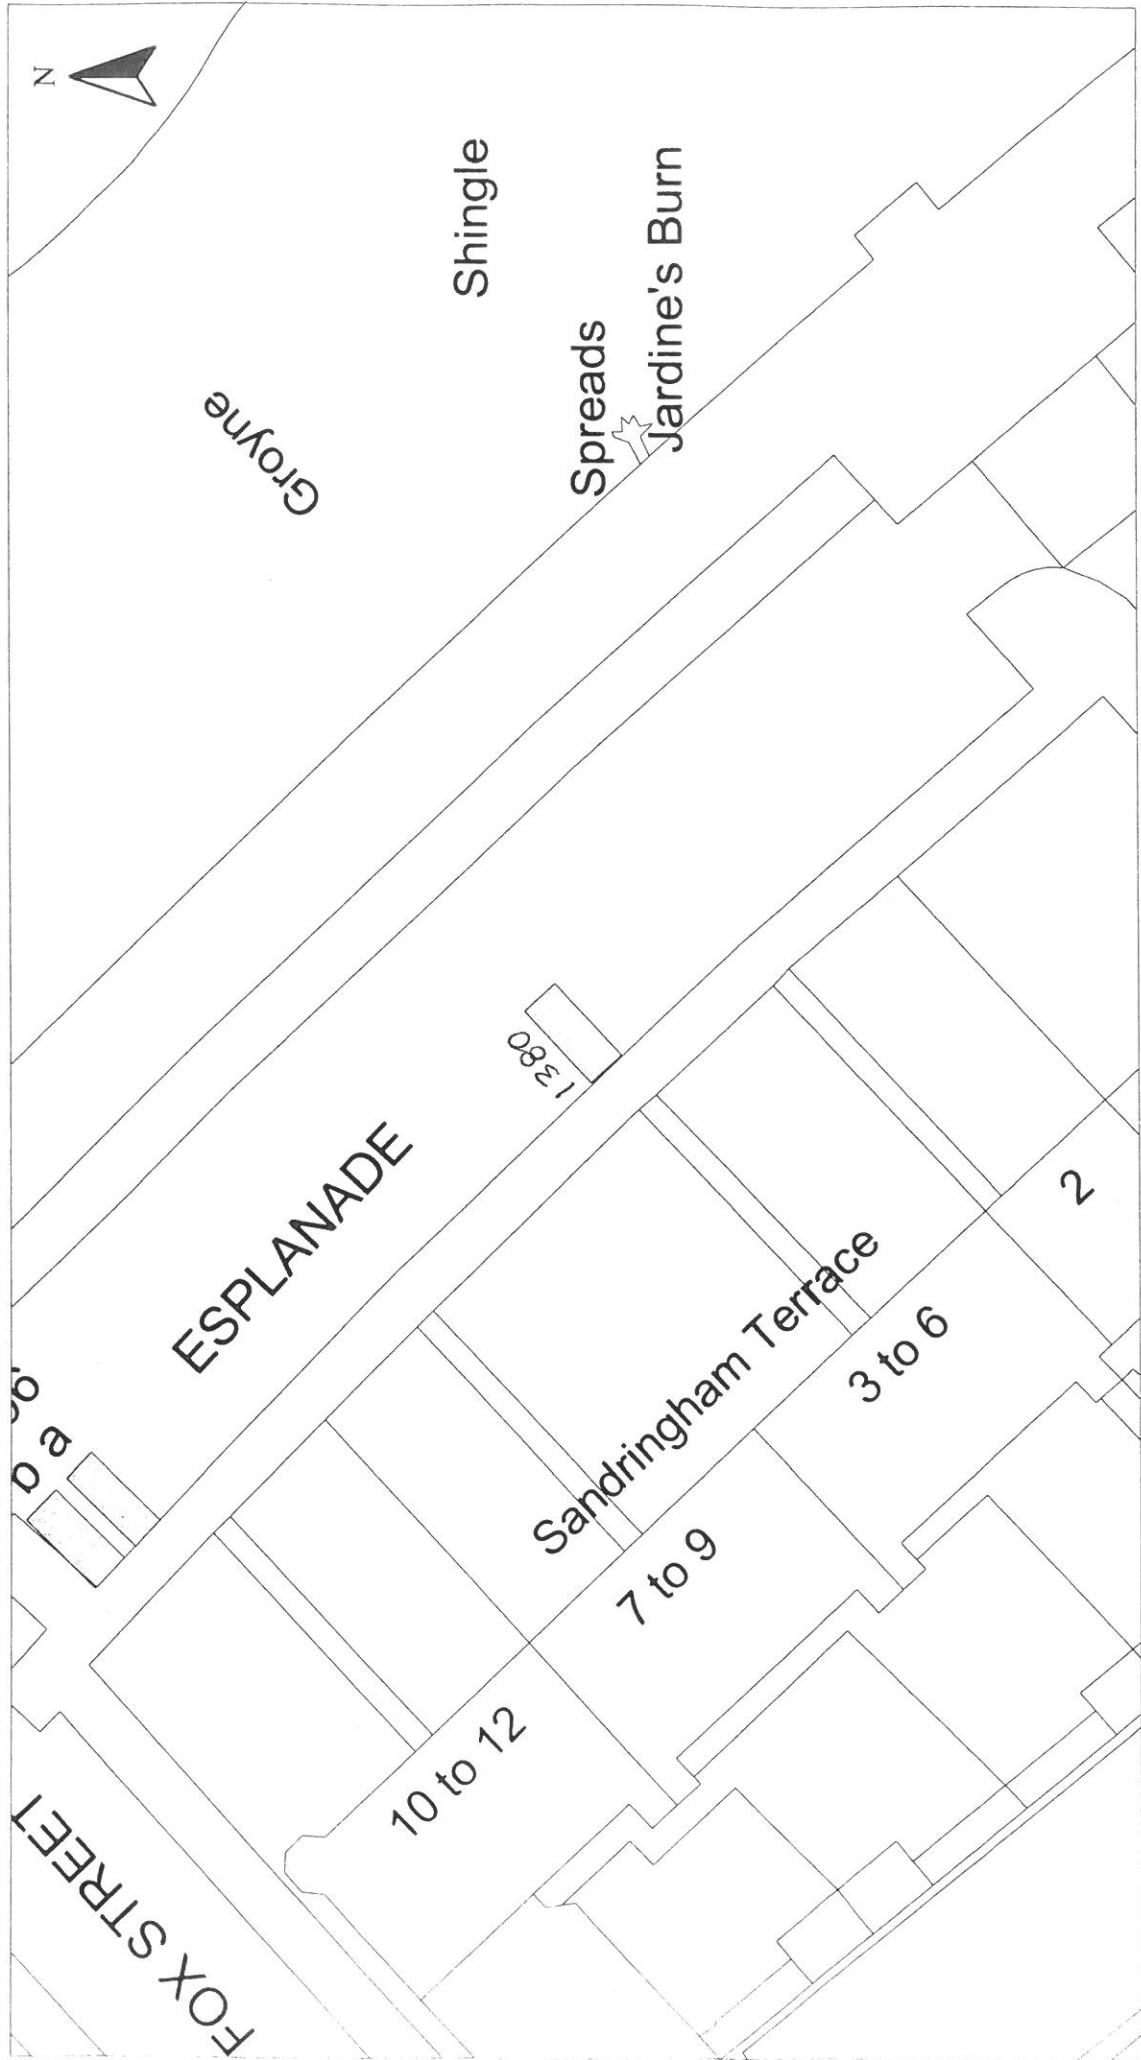 N
Shingle
Groyne
Spreads
Jardine's Burn
1380
ESPLANADE
b a
Sandringham Terrace
2
3 to 6
7 to 9
10 to 12
FOX STREET